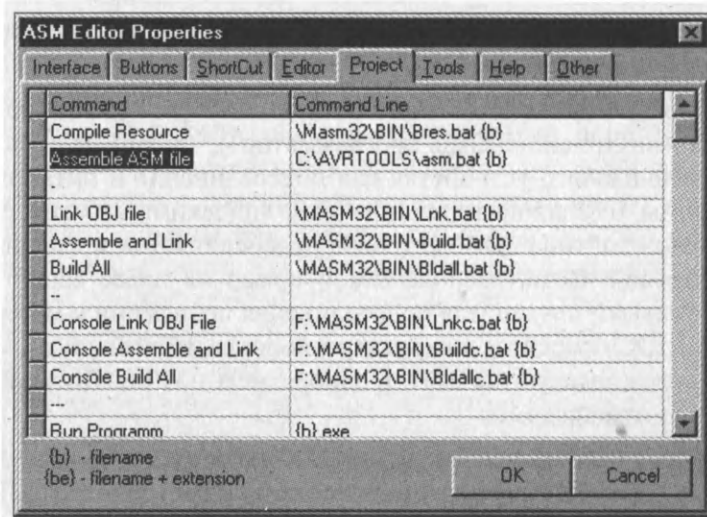 ASM Editor Properties
Interface Buttons ShortCut Editor Project Tools Help Other
Command Command Line
Compile Resource \Masm32\BIN\Bres.bat {b}
Assemble ASM file C:\AVRTOOLS\asm.bat {b}
.
Link OBJ file \MASM32\BIN\Lnk.bat {b}
Assemble and Link \MASM32\BIN\Build.bat {b}
Build All \MASM32\BIN\Bldall.bat {b}
--
Console Link OBJ File F:\MASM32\BIN\Lnkc.bat {b}
Console Assemble and Link F:\MASM32\BIN\Buildc.bat {b}
Console Build All F:\MASM32\BIN\Bldallc.bat {b}
---
Run Programm {b}.exe
{b} - filename
{be} - filename + extension
OK Cancel